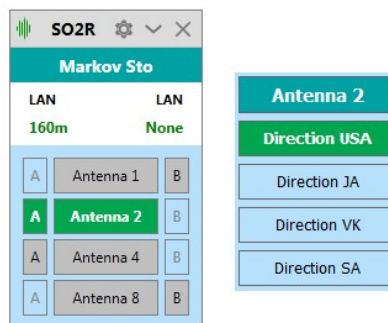 SO2R
Markov Sto
LAN LAN
160m None
A Antenna 1 B
A Antenna 2 B
A Antenna 4 B
A Antenna 8 B
Antenna 2
Direction USA
Direction JA
Direction VK
Direction SA